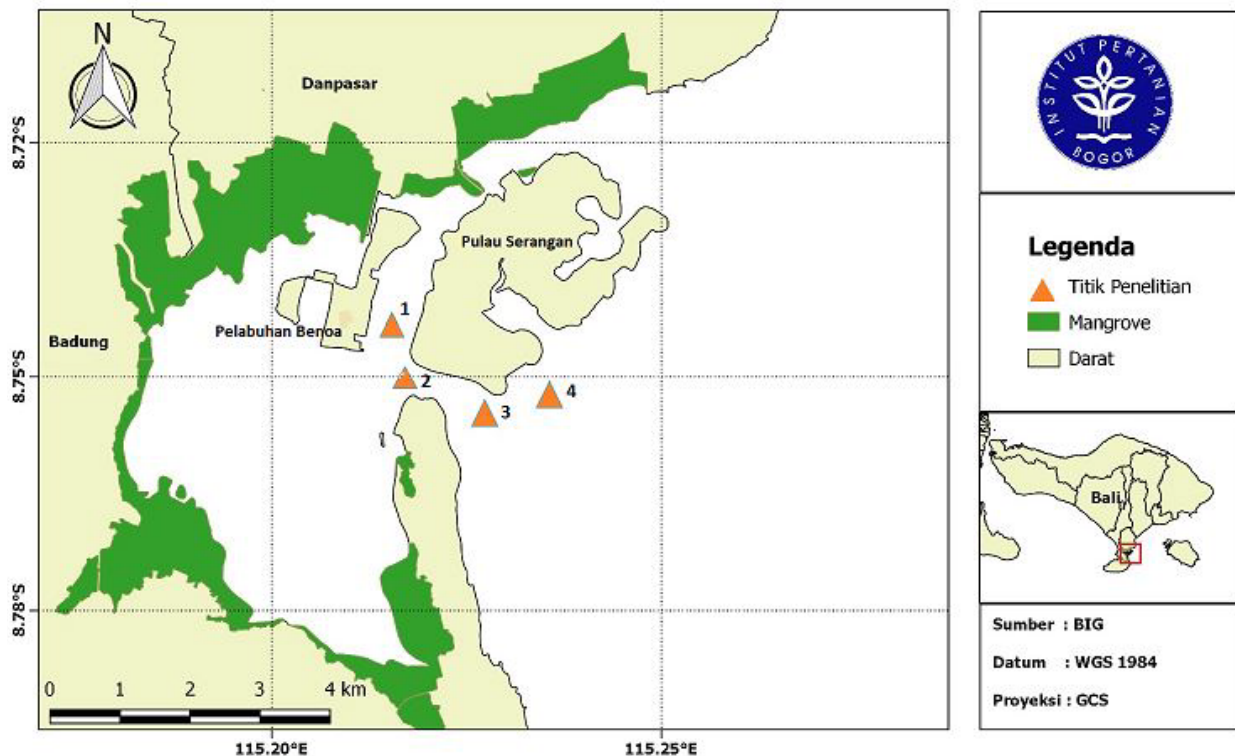 N
Danpasar
Pulau Serangan
Pelabuhan Benoa
Badung
1
2
3
4
8.72°S
8.75°S
8.78°S
0 1 2 3 4 km
115.20°E
115.25°E
INSTITUT PERTANIAN
BOGOR
Legenda
Titik Penelitian
Mangrove
Darat
Bali
Sumber : BIG
Datum : WGS 1984
Proyeksi : GCS